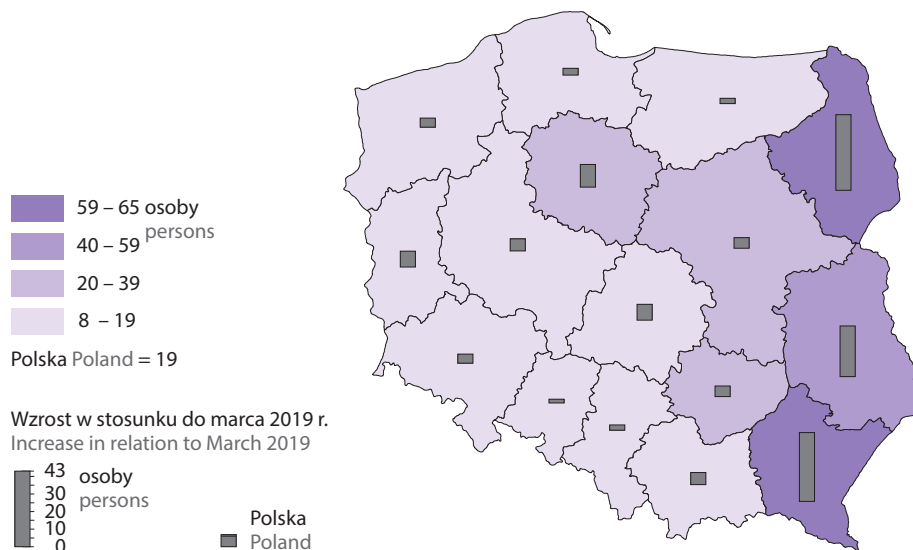 59 – 65 osoby
persons
40 – 59
20 – 39
8 – 19
Polska Poland = 19
Wzrost w stosunku do marca 2019 r.
Increase in relation to March 2019
43
30
20
10
0
osoby
persons
Polska
Poland